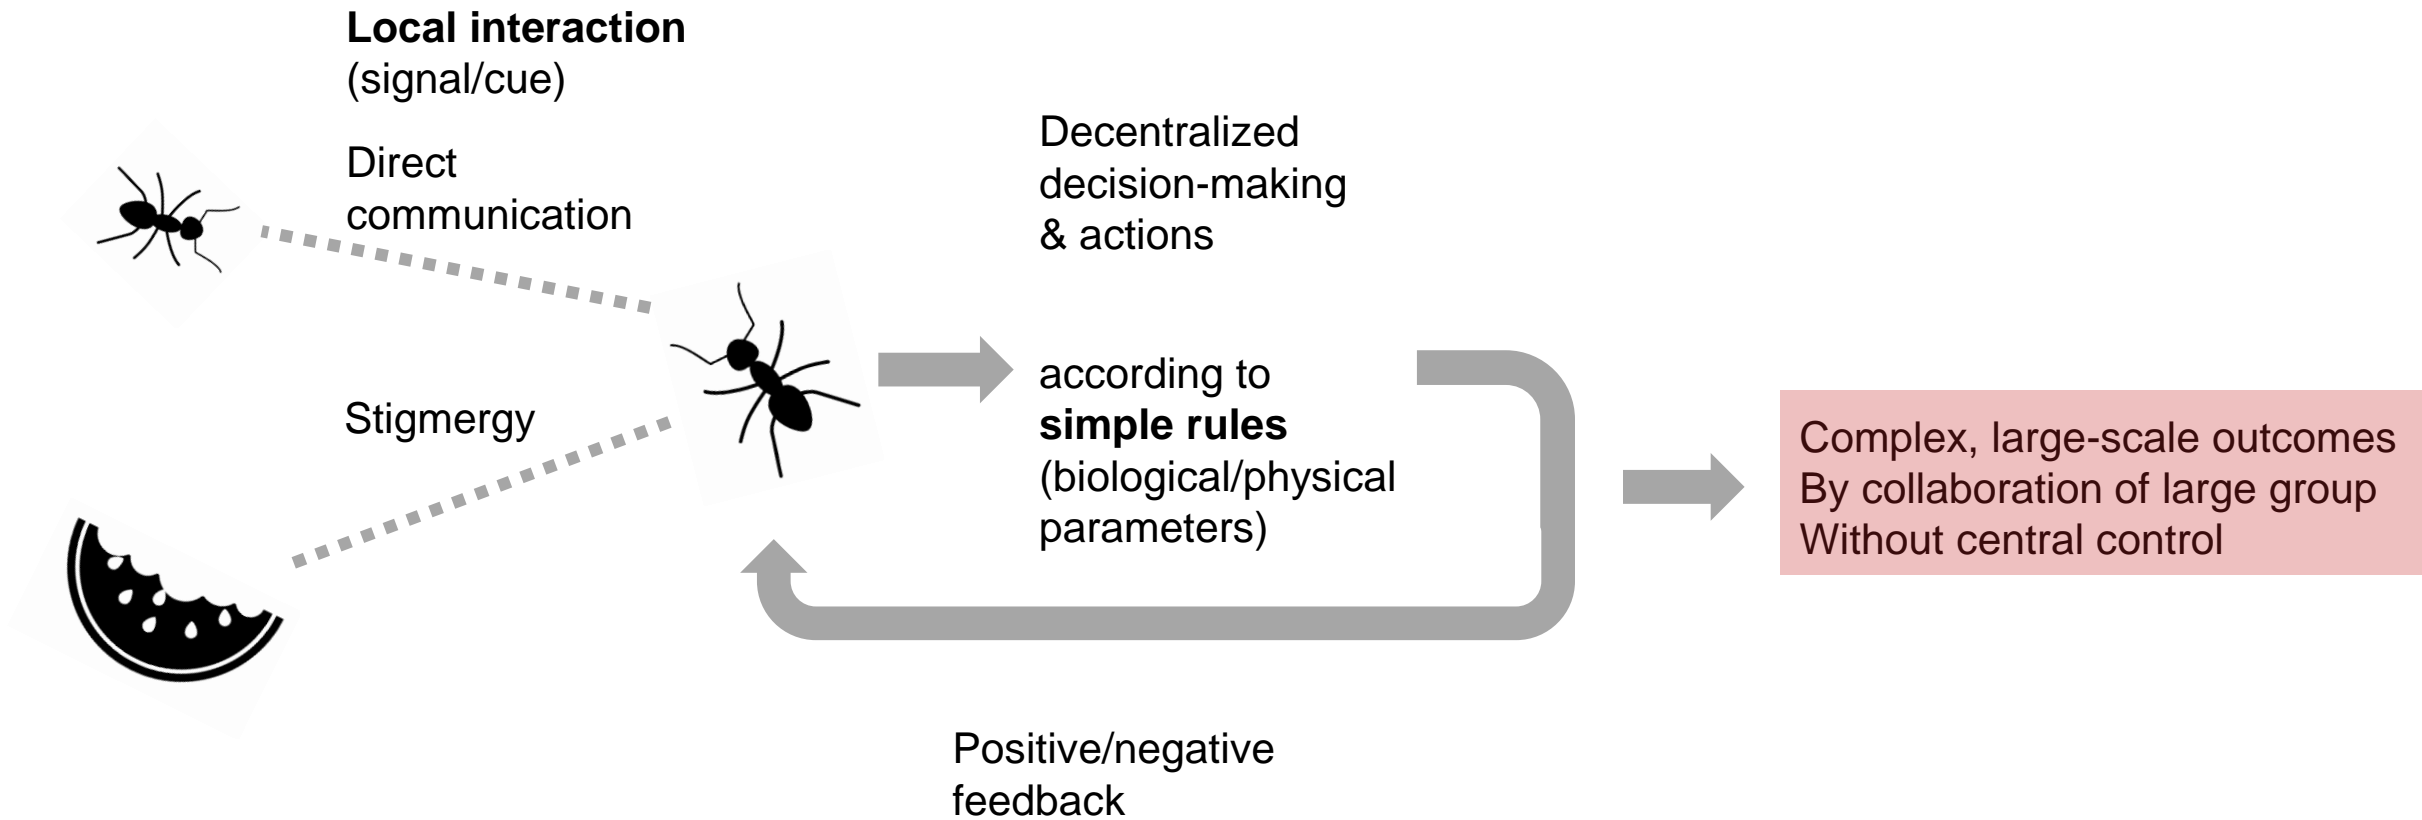 Local interaction
(signal/cue)
Direct
communication
Stigmergy
Decentralized
decision-making
& actions
according to
simple rules
(biological/physical
parameters)
Positive/negative
feedback
Complex, large-scale outcomes
By collaboration of large group
Without central control